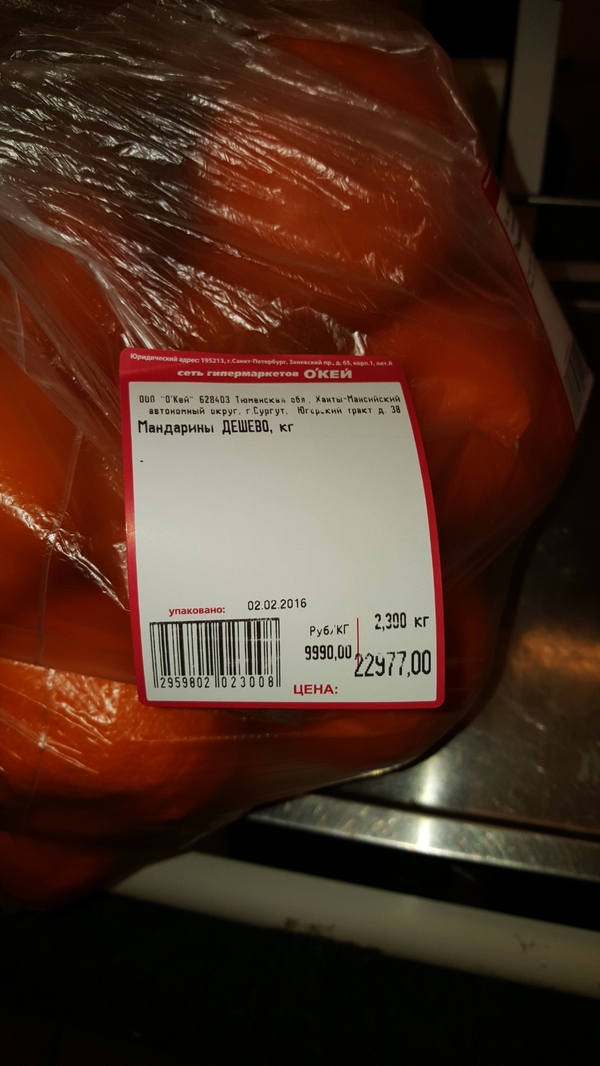 Юридический адрес: 195213, г.Санкт-Петербург, Заневский пр., д. 65, корп.1, лит.А
сеть гипермаркетов О'КЕЙ
ООО "О'Кей" 628403 Тюменская обл., Ханты-Мансийский
автономный округ, г.Сургут, Югорский тракт д. 38
Мандарины ДЕШЕВО, кг
-
упаковано: 02.02.2016
Руб/КГ 2,300 кг
9990,00 22977,00
2959802 023008
ЦЕНА: